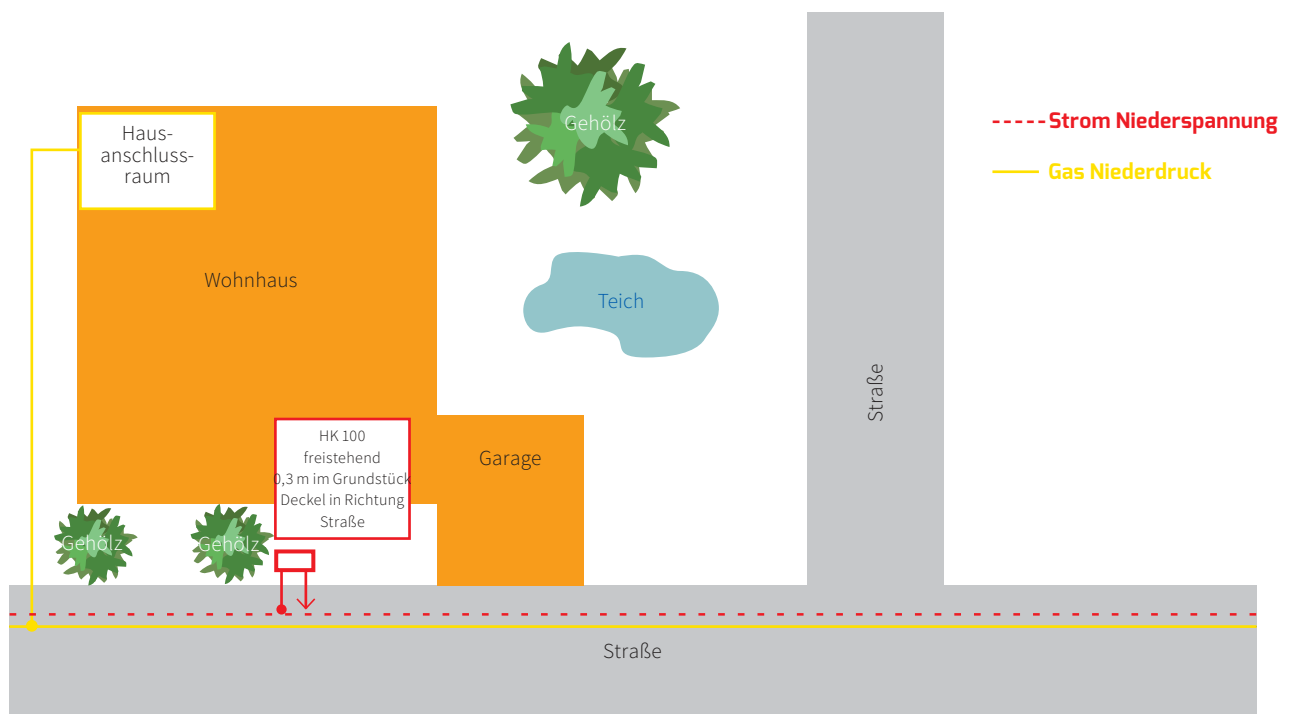 Gehölz
Strom Niederspannung
Gas Niederdruck
Haus-
anschluss-
raum
Wohnhaus
Teich
Straße
HK 100
freistehend
0,3 m im Grundstück
Deckel in Richtung
Straße
Garage
Gehölz
Gehölz
Straße